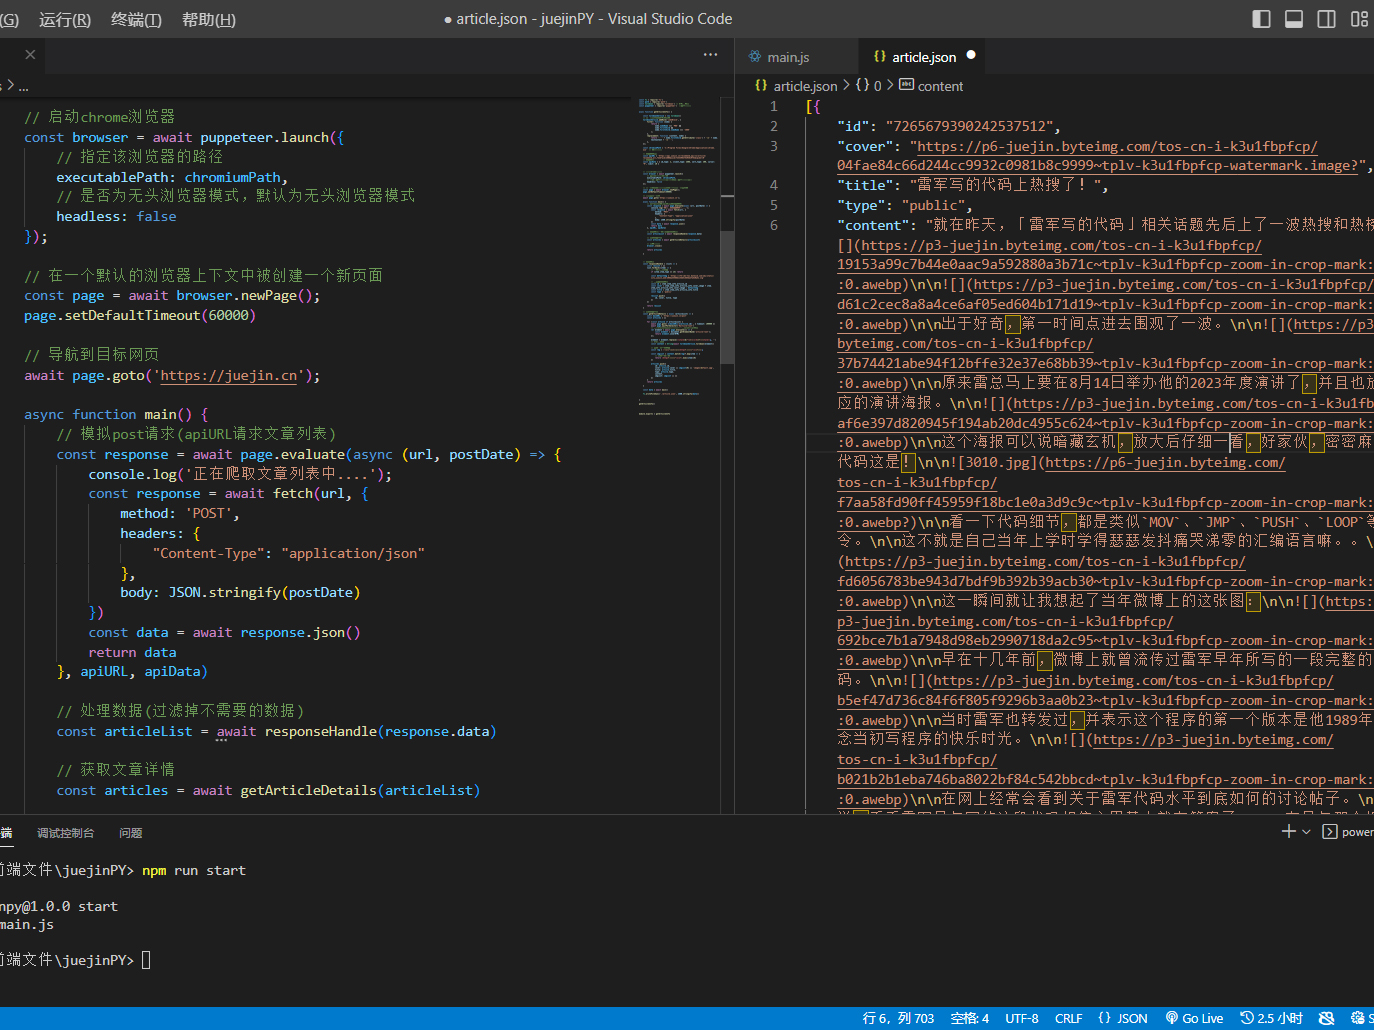 (G) 运行(R) 终端(T) 帮助(H)
● article.json - juejinPY - Visual Studio Code
main.js
{} article.json ●
article.json > {} 0 > content
// 启动chrome浏览器
const browser = await puppeteer.launch({
// 指定该浏览器的路径
executablePath: chromiumPath,
// 是否为无头浏览器模式，默认为无头浏览器模式
headless: false
});
// 在一个默认的浏览器上下文中被创建一个新页面
const page = await browser.newPage();
page.setDefaultTimeout(60000)
// 导航到目标网页
await page.goto('https://juejin.cn');
async function main() {
// 模拟post请求(apiURL请求文章列表)
const response = await page.evaluate(async (url, postDate) => {
console.log('正在爬取文章列表中....');
const response = await fetch(url, {
method: 'POST',
headers: {
"Content-Type": "application/json"
},
body: JSON.stringify(postDate)
})
const data = await response.json()
return data
}, apiURL, apiData)
// 处理数据(过滤掉不需要的数据)
const articleList = await responseHandle(response.data)
// 获取文章详情
const articles = await getArticleDetails(articleList)
1 [{
2 "id": "7265679390242537512",
3 "cover": "https://p6-juejin.byteimg.com/tos-cn-i-k3u1fbpfcp/
04fae84c66d244cc9932c0981b8c9999~tplv-k3u1fbpfcp-watermark.image?",
4 "title": "雷军写的代码上热搜了！",
5 "type": "public",
6 "content": "就在昨天，「雷军写的代码」相关话题先后上了一波热搜和热榜
[](https://p3-juejin.byteimg.com/tos-cn-i-k3u1fbpfcp/
19153a99c7b44e0aac9a592880a3b71c~tplv-k3u1fbpfcp-zoom-in-crop-mark:
:0.awebp)\n\n![](https://p3-juejin.byteimg.com/tos-cn-i-k3u1fbpfcp/
d61c2cec8a8a4ce6af05ed604b171d19~tplv-k3u1fbpfcp-zoom-in-crop-mark:
:0.awebp)\n\n出于好奇，第一时间点进去围观了一波。\n\n![](https://p3
byteimg.com/tos-cn-i-k3u1fbpfcp/
37b74421abe94f12bffe32e37e68bb39~tplv-k3u1fbpfcp-zoom-in-crop-mark:
:0.awebp)\n\n原来雷总马上要在8月14日举办他的2023年度演讲了，并且也放
应的演讲海报。\n\n![](https://p3-juejin.byteimg.com/tos-cn-i-k3u1fb
af6e397d820945f194ab20dc4955c624~tplv-k3u1fbpfcp-zoom-in-crop-mark:
:0.awebp)\n\n这个海报可以说暗藏玄机，放大后仔细一看，好家伙，密密麻
代码这是！\n\n![3010.jpg](https://p6-juejin.byteimg.com/
tos-cn-i-k3u1fbpfcp/
f7aa58fd90ff45959f18bc1e0a3d9c9c~tplv-k3u1fbpfcp-zoom-in-crop-mark:
:0.awebp?)\n\n看一下代码细节，都是类似`MOV`、`JMP`、`PUSH`、`LOOP`等
令。\n\n这不就是自己当年上学时学得瑟瑟发抖痛哭涕零的汇编语言嘛。。\
(https://p3-juejin.byteimg.com/tos-cn-i-k3u1fbpfcp/
fd6056783be943d7bdf9b392b39acb30~tplv-k3u1fbpfcp-zoom-in-crop-mark:
:0.awebp)\n\n这一瞬间就让我想起了当年微博上的这张图：\n\n![](https:
p3-juejin.byteimg.com/tos-cn-i-k3u1fbpfcp/
692bce7b1a7948d98eb2990718da2c95~tplv-k3u1fbpfcp-zoom-in-crop-mark:
:0.awebp)\n\n早在十几年前，微博上就曾流传过雷军早年所写的一段完整的
码。\n\n![](https://p3-juejin.byteimg.com/tos-cn-i-k3u1fbpfcp/
b5ef47d736c84f6f805f9296b3aa0b23~tplv-k3u1fbpfcp-zoom-in-crop-mark:
:0.awebp)\n\n当时雷军也转发过，并表示这个程序的第一个版本是他1989年
念当初写程序的快乐时光。\n\n![](https://p3-juejin.byteimg.com/
tos-cn-i-k3u1fbpfcp/
b021b2b1eba746ba8022bf84c542bbcd~tplv-k3u1fbpfcp-zoom-in-crop-mark:
:0.awebp)\n\n在网上经常会看到关于雷军代码水平到底如何的讨论帖子。\n
端 调试控制台 问题
power
前端文件\juejinPY> npm run start
npy@1.0.0 start
main.js
前端文件\juejinPY>
行 6，列 703 空格: 4 UTF-8 CRLF {} JSON Go Live 2.5 小时